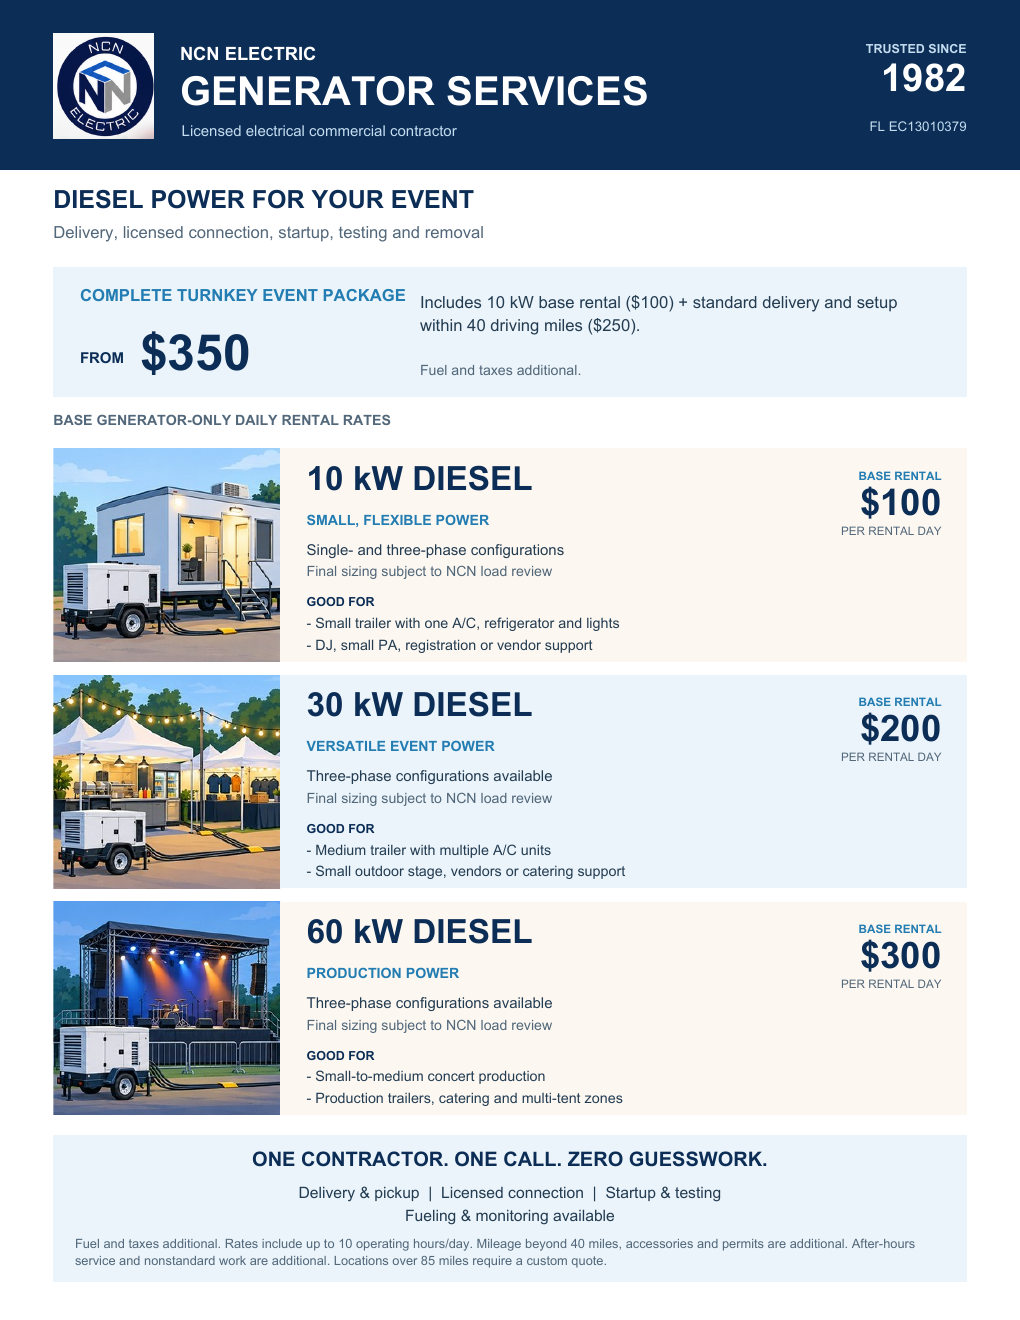 NCN
ELECTRIC
NCN ELECTRIC
GENERATOR SERVICES
Licensed electrical commercial contractor
TRUSTED SINCE
1982
FL EC13010379
DIESEL POWER FOR YOUR EVENT
Delivery, licensed connection, startup, testing and removal
COMPLETE TURNKEY EVENT PACKAGE
FROM $350
Includes 10 kW base rental ($100) + standard delivery and setup
within 40 driving miles ($250).
Fuel and taxes additional.
BASE GENERATOR-ONLY DAILY RENTAL RATES
10 kW DIESEL
SMALL, FLEXIBLE POWER
Single- and three-phase configurations
Final sizing subject to NCN load review
GOOD FOR
- Small trailer with one A/C, refrigerator and lights
- DJ, small PA, registration or vendor support
BASE RENTAL
$100
PER RENTAL DAY
30 kW DIESEL
VERSATILE EVENT POWER
Three-phase configurations available
Final sizing subject to NCN load review
GOOD FOR
- Medium trailer with multiple A/C units
- Small outdoor stage, vendors or catering support
BASE RENTAL
$200
PER RENTAL DAY
60 kW DIESEL
PRODUCTION POWER
Three-phase configurations available
Final sizing subject to NCN load review
GOOD FOR
- Small-to-medium concert production
- Production trailers, catering and multi-tent zones
BASE RENTAL
$300
PER RENTAL DAY
ONE CONTRACTOR. ONE CALL. ZERO GUESSWORK.
Delivery & pickup | Licensed connection | Startup & testing
Fueling & monitoring available
Fuel and taxes additional. Rates include up to 10 operating hours/day. Mileage beyond 40 miles, accessories and permits are additional. After-hours
service and nonstandard work are additional. Locations over 85 miles require a custom quote.